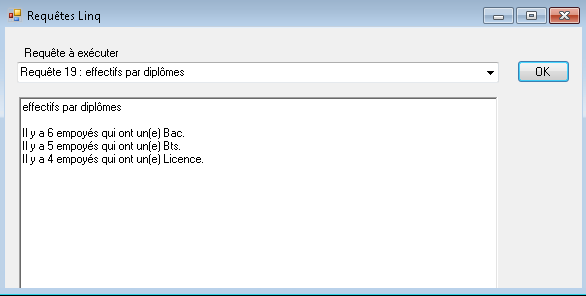 Requêtes Linq
Requête à exécuter
Requête 19 : effectifs par diplômes
OK
effectifs par diplômes
Il y a 6 empoyés qui ont un(e) Bac.
Il y a 5 empoyés qui ont un(e) Bts.
Il y a 4 empoyés qui ont un(e) Licence.